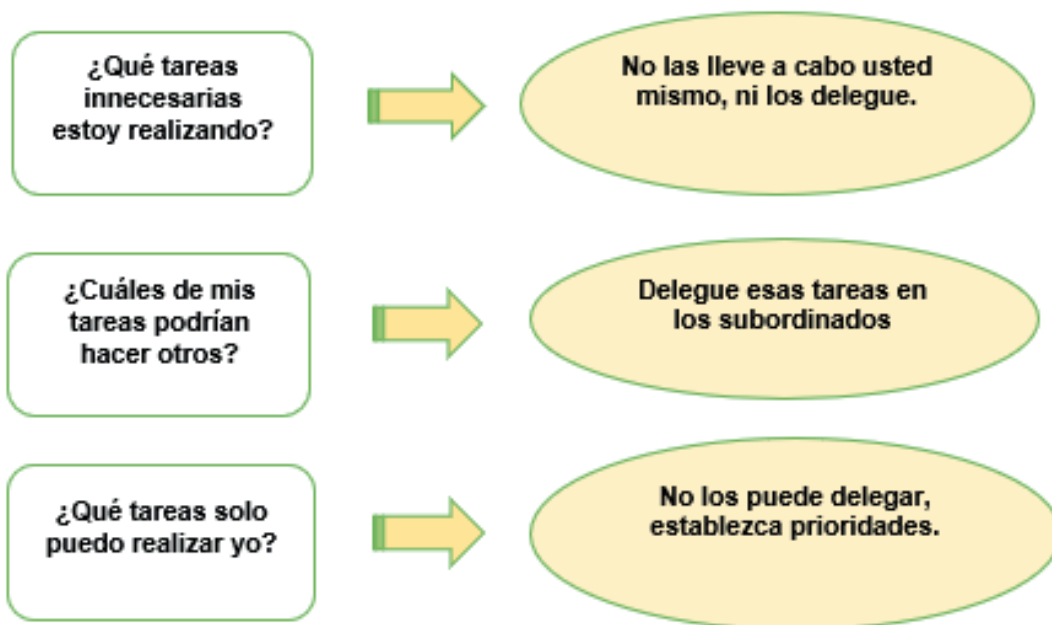 ¿Qué tareas
innecesarias
estoy realizando?
No las lleve a cabo usted
mismo, ni los delegue.
¿Cuáles de mis
tareas podrían
hacer otros?
Delegue esas tareas en
los subordinados
¿Qué tareas solo
puedo realizar yo?
No los puede delegar,
establezca prioridades.